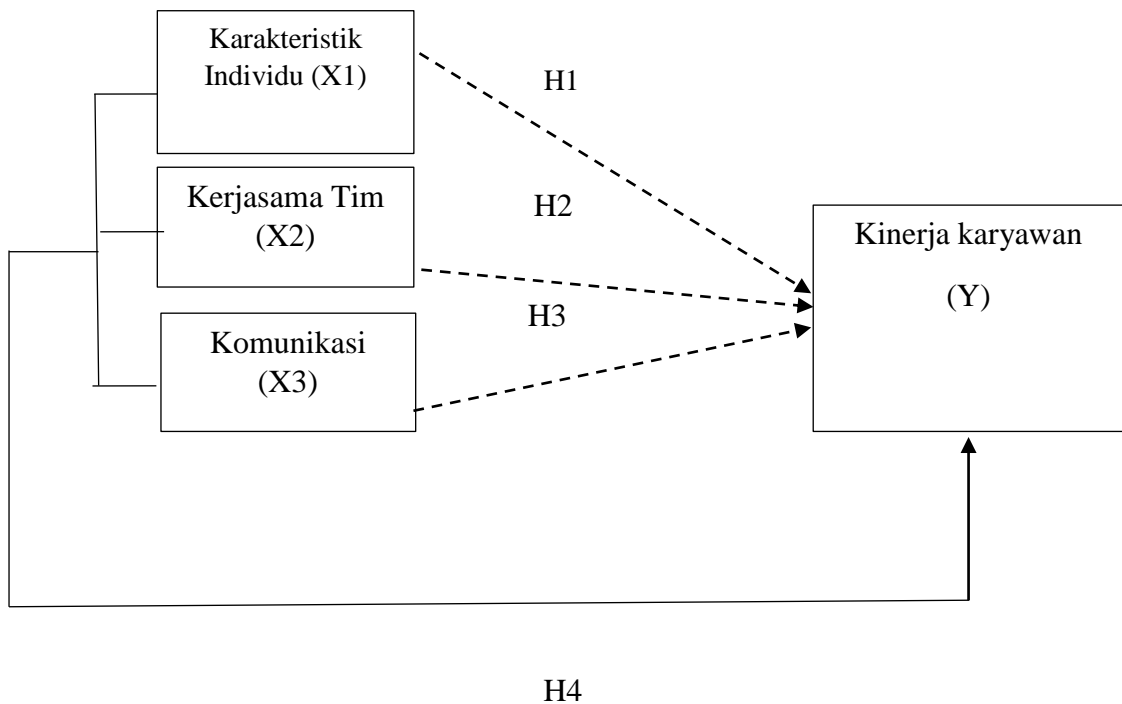 Karakteristik
Individu (X1)
H1
Kerjasama Tim
(X2)
H2
Kinerja karyawan
(Y)
H3
Komunikasi
(X3)
H4